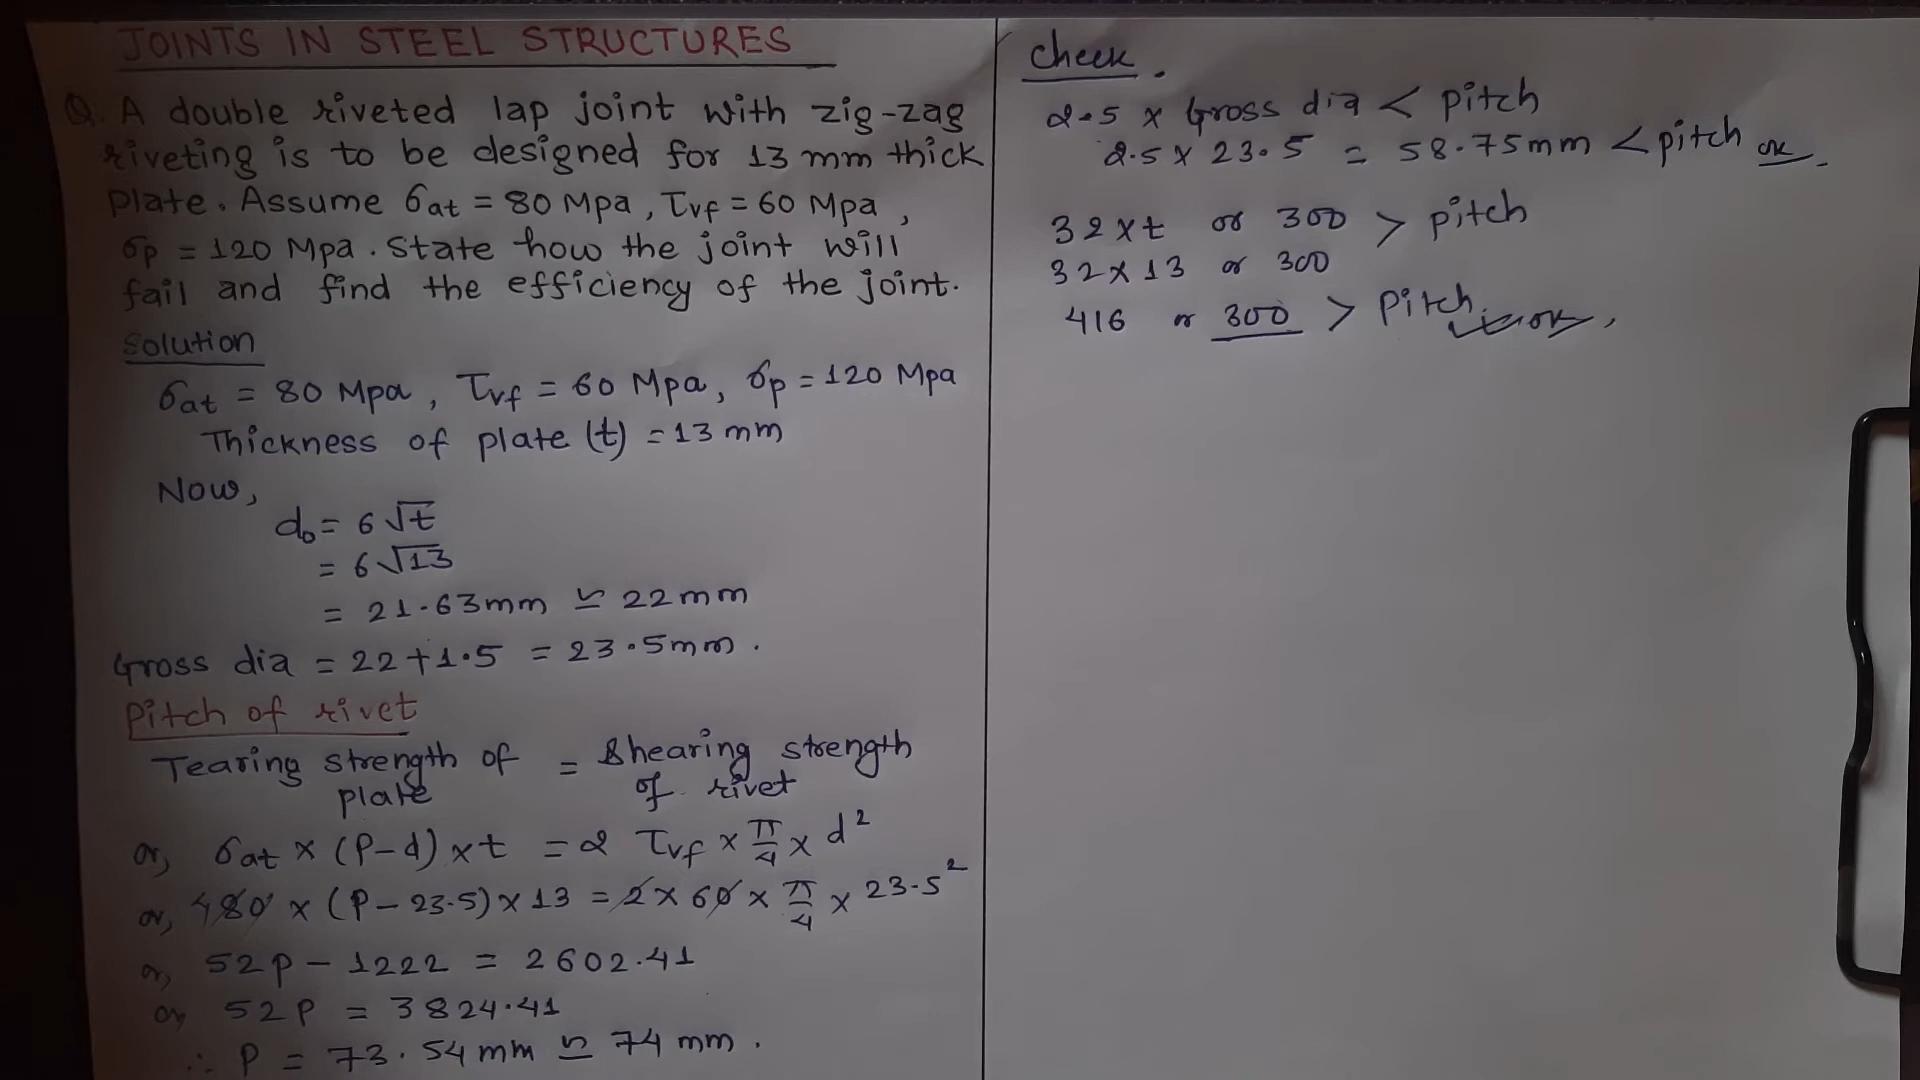 JOINTS IN STEEL STRUCTURES
Q. A double riveted lap joint with zig-zag
riveting is to be designed for 13 mm thick
plate. Assume σat = 80 Mpa, τvf = 60 Mpa,
σp = 120 Mpa. State how the joint will
fail and find the efficiency of the joint.
Solution
σat = 80 Mpa, τvf = 60 Mpa, σp = 120 Mpa
Thickness of plate (t) = 13 mm
Now,
do = 6√t
= 6√13
= 21.63mm ≃ 22mm
Gross dia = 22+1.5 = 23.5mm.
Pitch of rivet
Tearing strength of plate = Shearing strength of rivet
or, σat × (P-d) × t = 2 τvf × π/4 × d²
or, 480 × (P-23.5) × 13 = 2 × 60 × π/4 × 23.5²
or, 52P - 1222 = 2602.41
or, 52P = 3824.41
∴ P = 73.54 mm ≃ 74 mm.
Check.
2.5 × Gross dia < pitch
2.5 × 23.5 = 58.75mm < pitch ok.
32×t or 300 > pitch
32×13 or 300
416 or 300 > Pitch. ok,